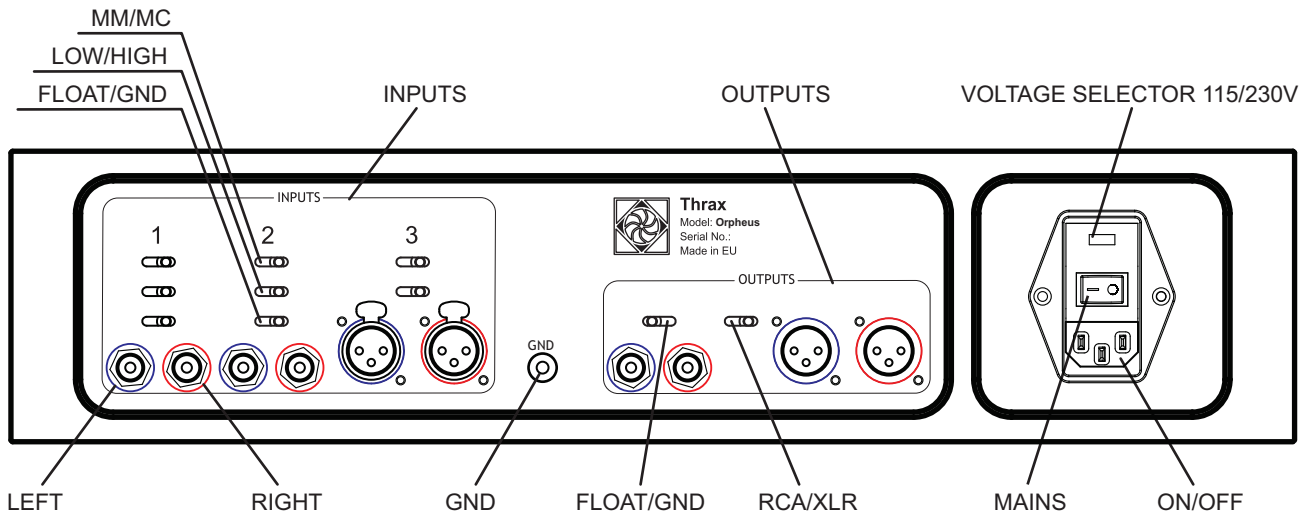 MM/MC
LOW/HIGH
FLOAT/GND
INPUTS
OUTPUTS
VOLTAGE SELECTOR 115/230V
INPUTS
1
2
3
Thrax
Model: Orpheus
Serial No.:
Made in EU
OUTPUTS
GND
LEFT
RIGHT
GND
FLOAT/GND
RCA/XLR
MAINS
ON/OFF